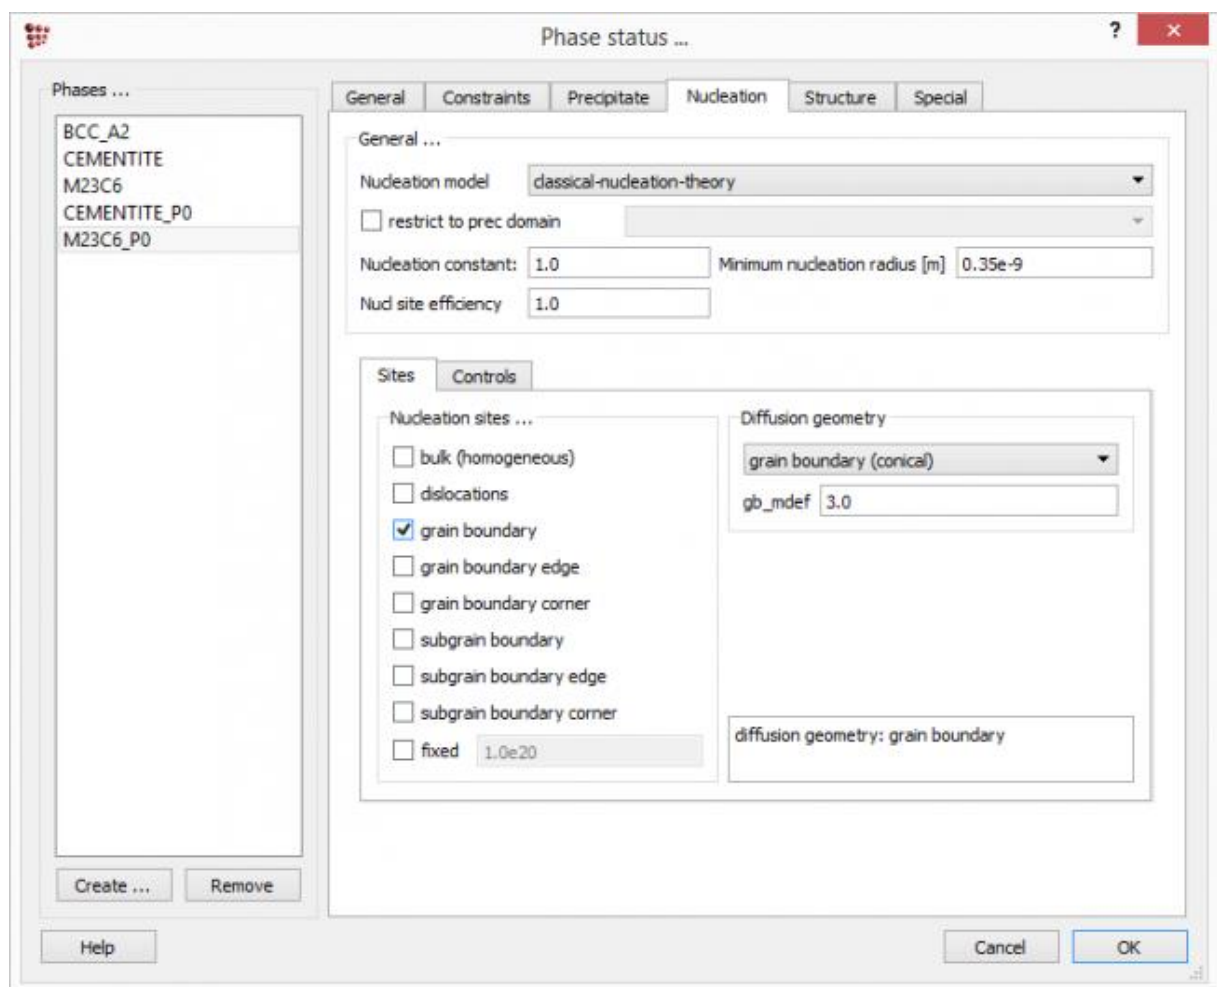 Phase status ...
?
Phases ...
BCC_A2
CEMENTITE
M23C6
CEMENTITE_P0
M23C6_P0
Create ...
Remove
General
Constraints
Precipitate
Nucleation
Structure
Special
General ...
Nucleation model
classical-nucleation-theory
restrict to prec domain
Nucleation constant: 1.0
Minimum nucleation radius [m] 0.35e-9
Nucl site efficiency 1.0
Sites
Controls
Nucleation sites ...
bulk (homogeneous)
dislocations
grain boundary
grain boundary edge
grain boundary corner
subgrain boundary
subgrain boundary edge
subgrain boundary corner
fixed 1.0e20
Diffusion geometry
grain boundary (conical)
gb_mdef 3.0
diffusion geometry: grain boundary
Help
Cancel
OK